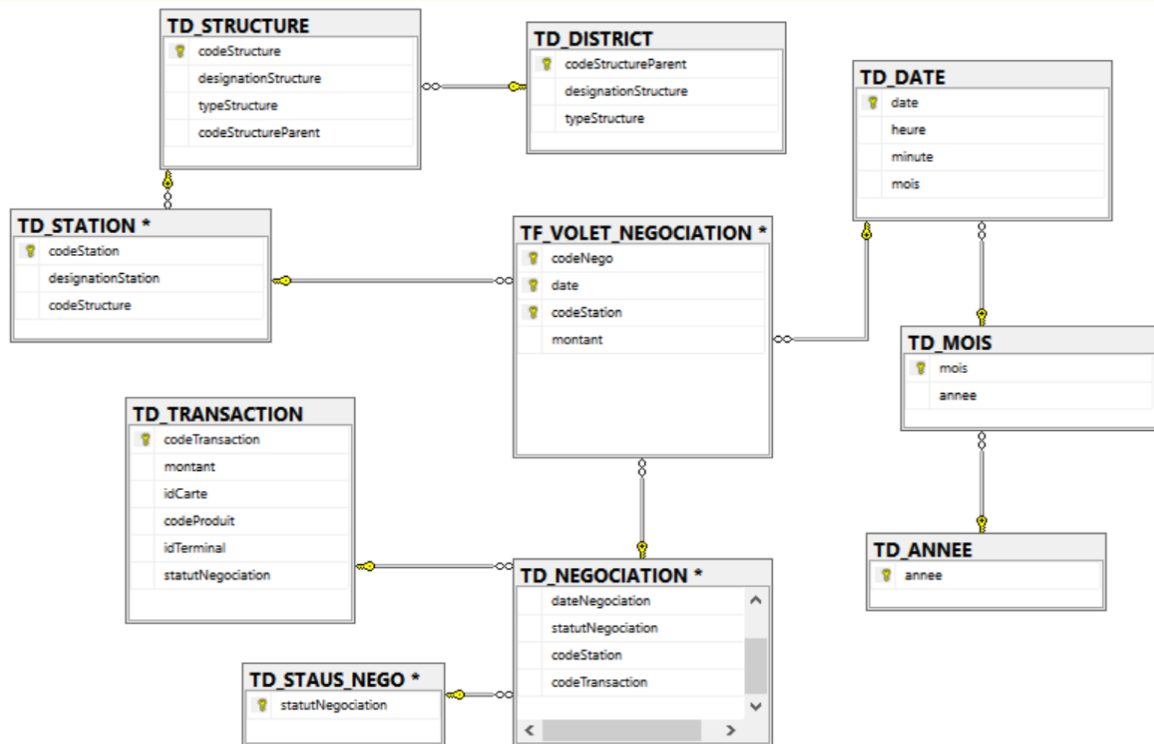 TD_STRUCTURE
codeStructure
designationStructure
typeStructure
codeStructureParent
TD_DISTRICT
codeStructureParent
designationStructure
typeStructure
TD_DATE
date
heure
minute
mois
TD_STATION *
codeStation
designationStation
codeStructure
TF_VOLET_NEGOCIATION *
codeNego
date
codeStation
montant
TD_MOIS
mois
annee
TD_TRANSACTION
codeTransaction
montant
idCarte
codeProduit
idTerminal
statutNegociation
TD_ANNEE
annee
TD_NEGOCIATION *
dateNegociation
statutNegociation
codeStation
codeTransaction
TD_STAUS_NEGO *
statutNegociation